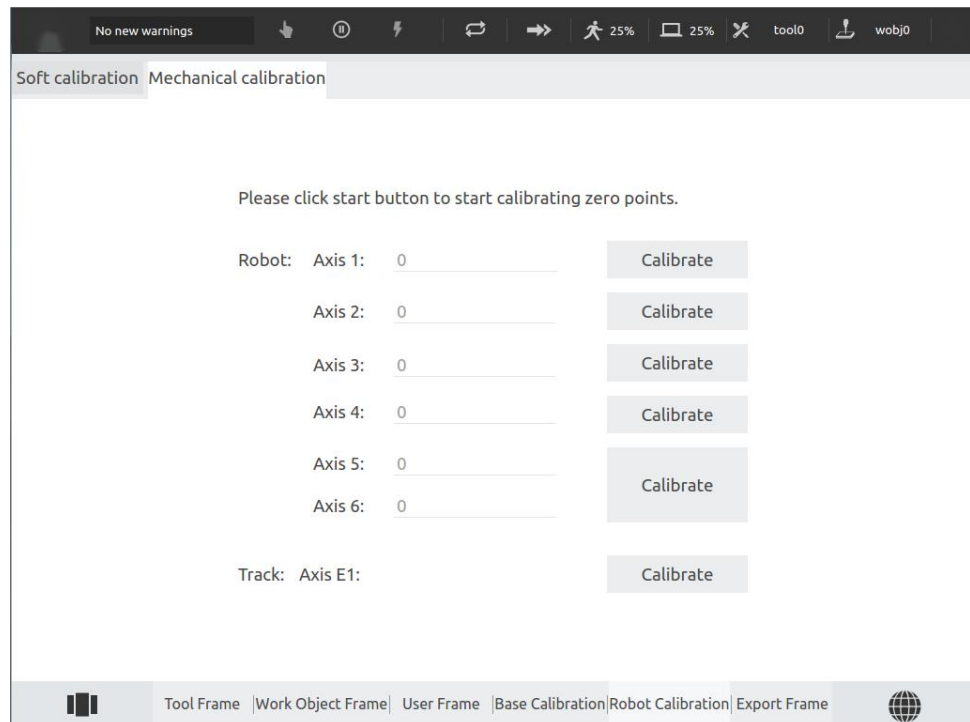 No new warnings 25% 25% tool0 wobj0
Soft calibration Mechanical calibration
Please click start button to start calibrating zero points.
Robot: Axis 1: 0 Calibrate
Axis 2: 0 Calibrate
Axis 3: 0 Calibrate
Axis 4: 0 Calibrate
Axis 5: 0
Calibrate
Axis 6: 0
Track: Axis E1: Calibrate
Tool Frame Work Object Frame User Frame Base Calibration Robot Calibration Export Frame